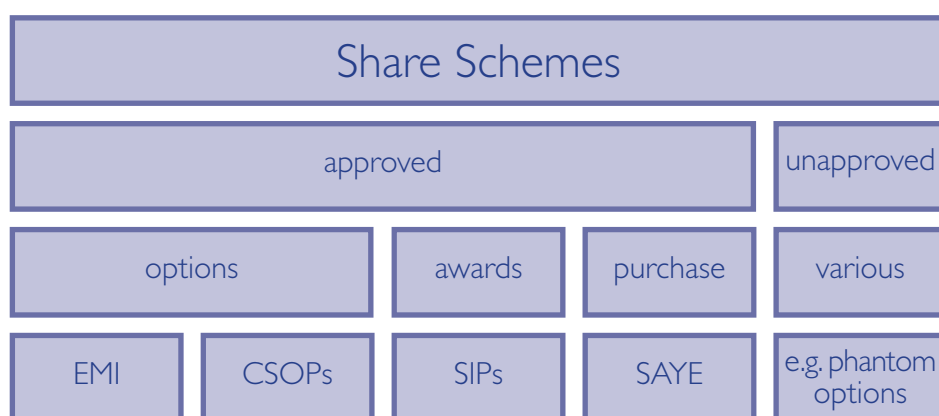 Share Schemes
approved
unapproved
options
awards
purchase
various
EMI
CSOPs
SIPs
SAYE
e.g. phantom
options